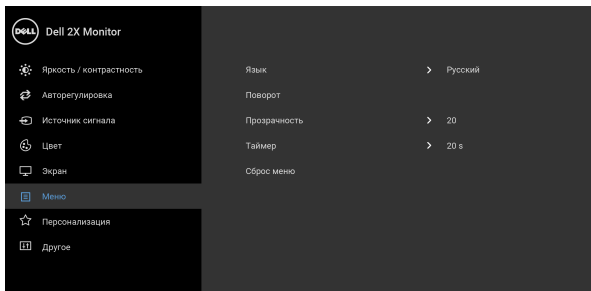 DELL
Dell 2X Monitor
Яркость / контрастность
Авторегулировка
Источник сигнала
Цвет
Экран
Меню
Персонализация
Другое
Язык > Русский
Поворот
Прозрачность > 20
Таймер > 20 s
Сброс меню